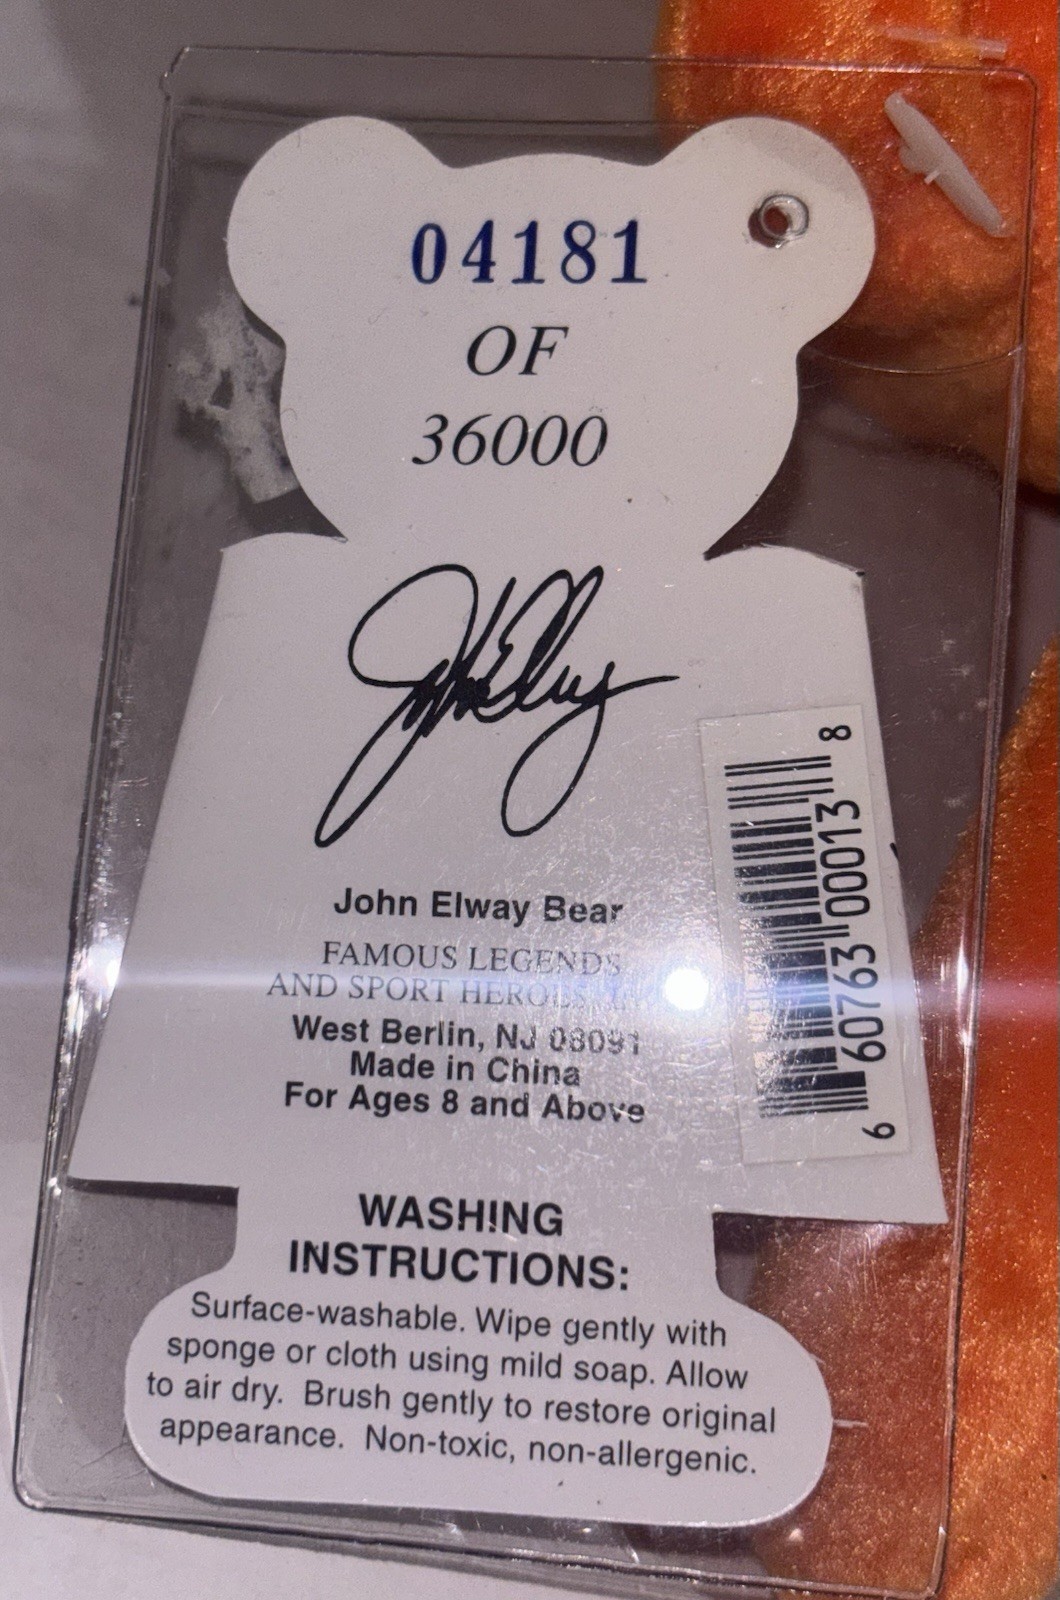 04181
OF
36000
John Elway
John Elway Bear
FAMOUS LEGENDS
AND SPORT HEROES,
West Berlin, NJ 08091
Made in China
For Ages 8 and Above
6 60763 00013 8
WASHING
INSTRUCTIONS:
Surface-washable. Wipe gently with
sponge or cloth using mild soap. Allow
to air dry. Brush gently to restore original
appearance. Non-toxic, non-allergenic.